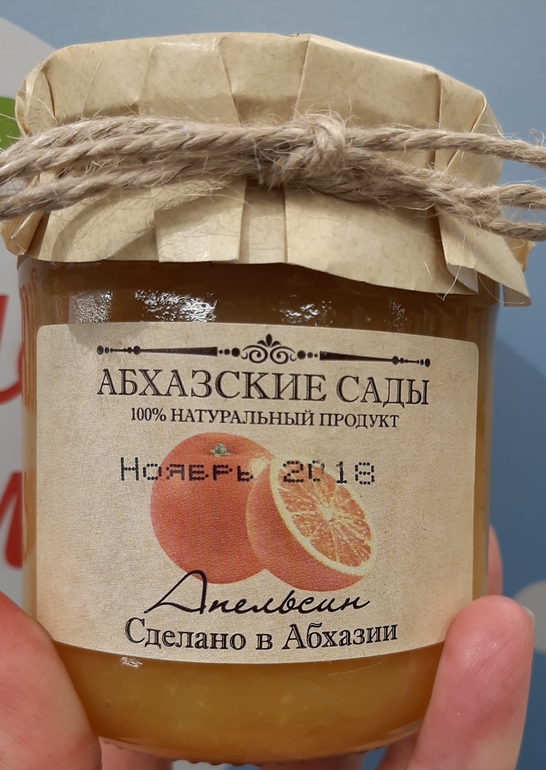 АБХАЗСКИЕ САДЫ
100% НАТУРАЛЬНЫЙ ПРОДУКТ
Ноябрь 2018
Апельсин
Сделано в Абхазии